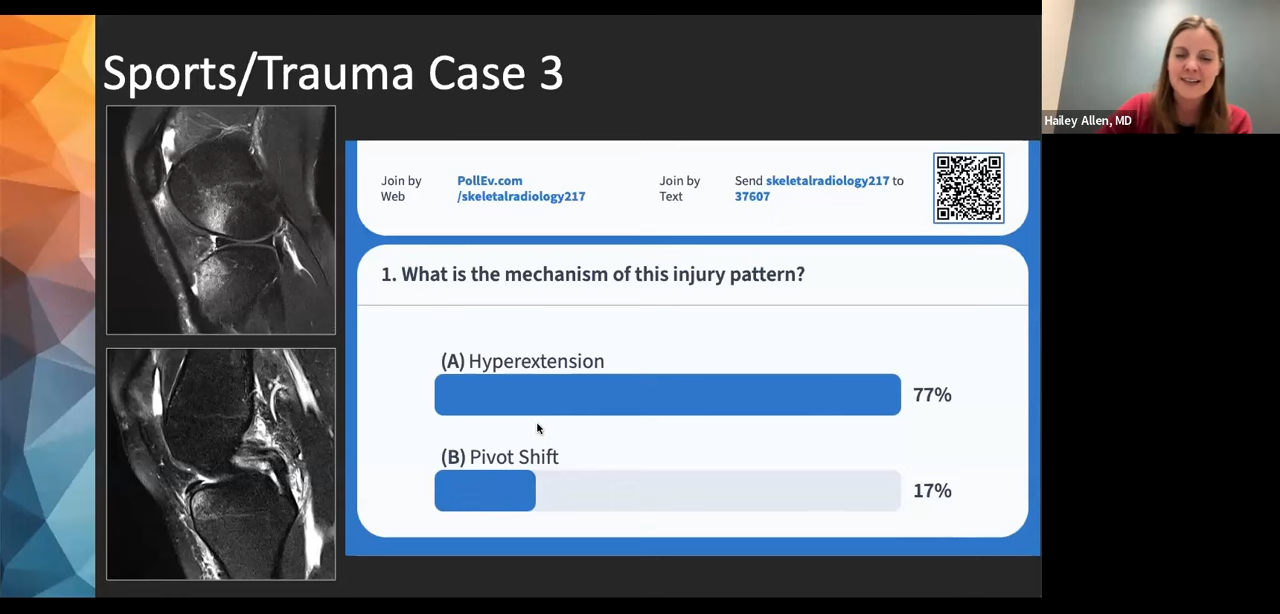 Sports/Trauma Case 3
Hailey Allen, MD
Join by
Web
PollEv.com
/skeletalradiology217
Join by
Text
Send skeletalradiology217 to
37607
1. What is the mechanism of this injury pattern?
(A) Hyperextension
77%
(B) Pivot Shift
17%